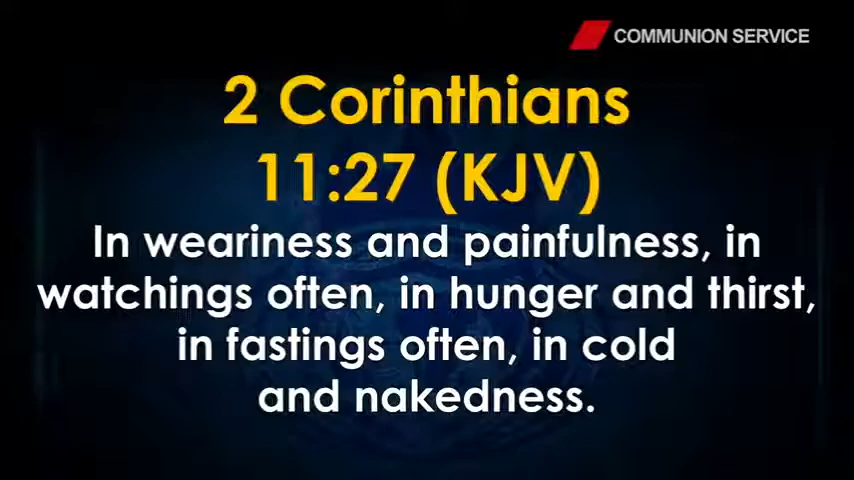 COMMUNION SERVICE
2 Corinthians
11:27 (KJV)
In weariness and painfulness, in
watchings often, in hunger and thirst,
in fastings often, in cold
and nakedness.